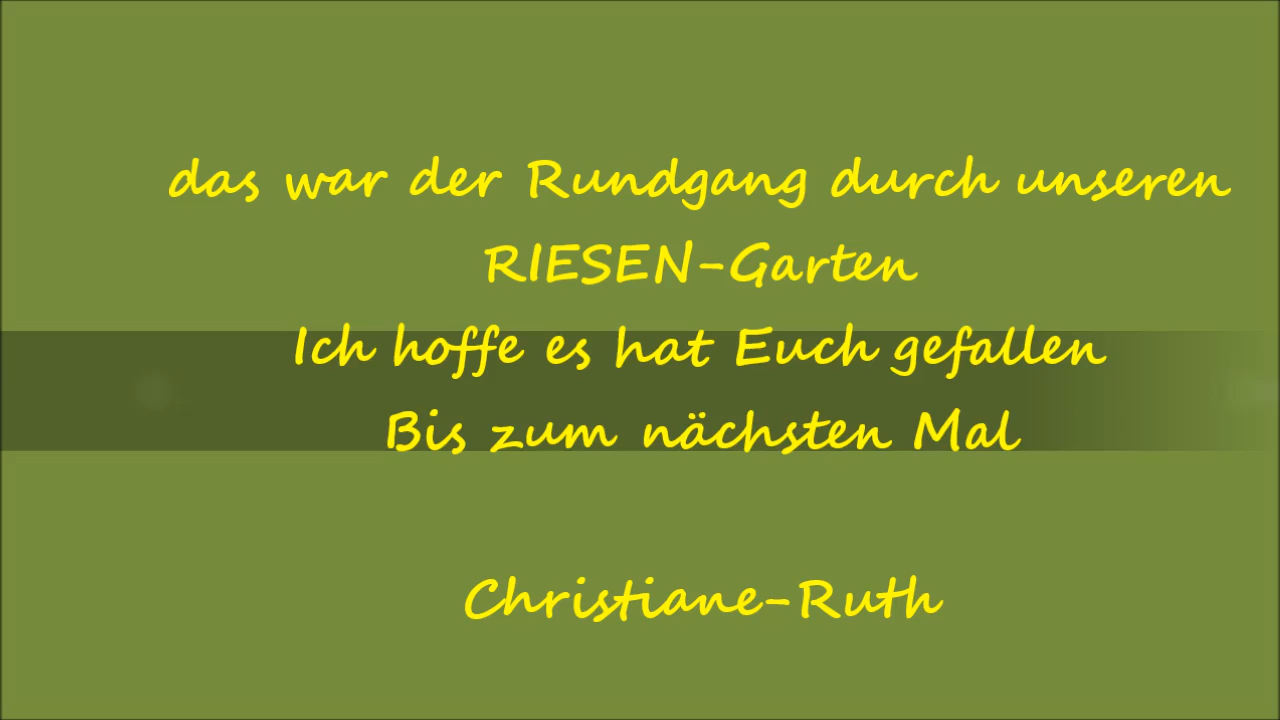 das war der Rundgang durch unseren
RIESEN-Garten
Ich hoffe es hat Euch gefallen
Bis zum nächsten Mal
Christiane-Ruth